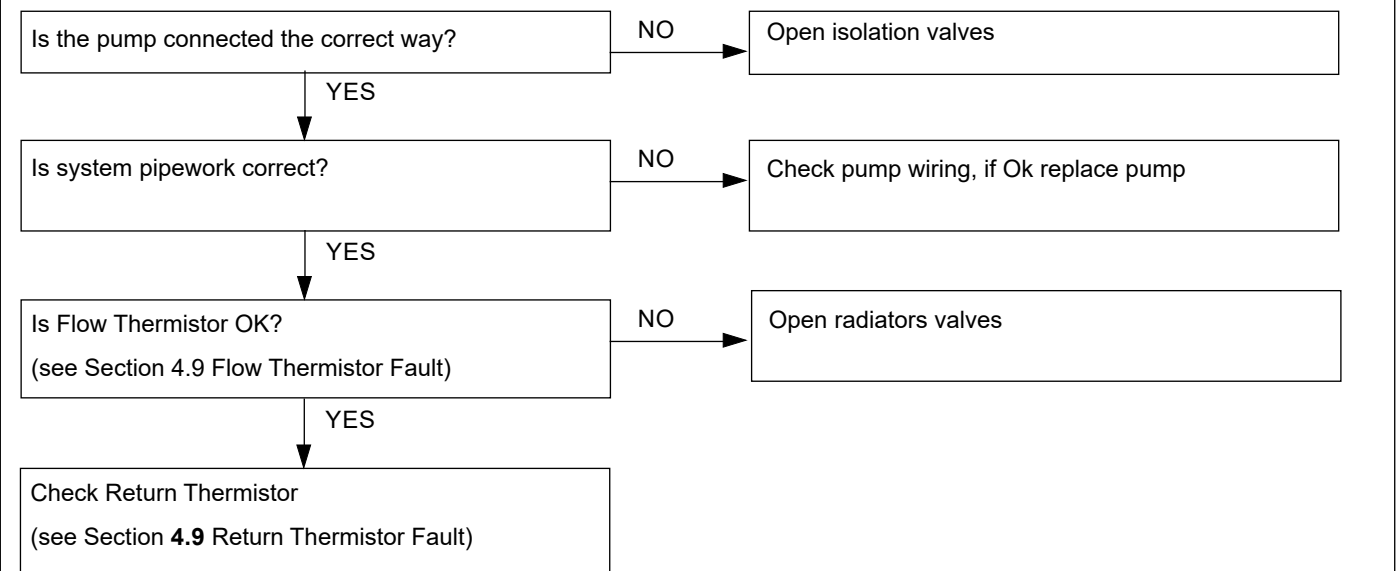 Is the pump connected the correct way?
NO
Open isolation valves
YES
Is system pipework correct?
NO
Check pump wiring, if Ok replace pump
YES
Is Flow Thermistor OK?
(see Section 4.9 Flow Thermistor Fault)
NO
Open radiators valves
YES
Check Return Thermistor
(see Section 4.9 Return Thermistor Fault)